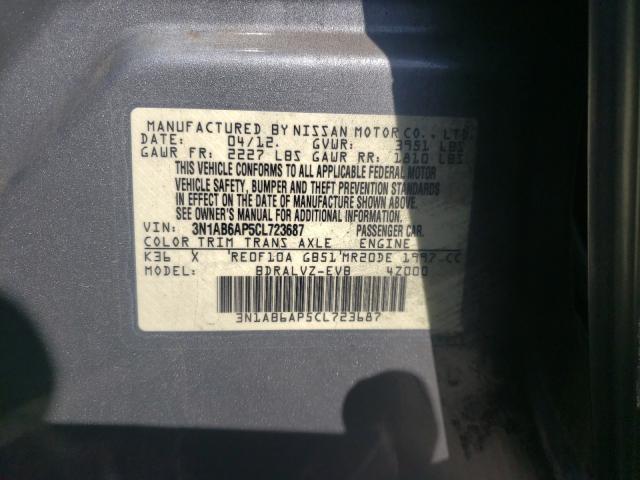 MANUFACTURED BY NISSAN MOTOR CO., LTD.
DATE: 04/12. GVWR: 3951 LBS
GAWR FR: 2227 LBS GAWR RR: 1810 LBS
THIS VEHICLE CONFORMS TO ALL APPLICABLE FEDERAL MOTOR
VEHICLE SAFETY, BUMPER AND THEFT PREVENTION STANDARDS
IN EFFECT ON THE DATE OF MANUFACTURE SHOWN ABOVE.
SEE OWNER'S MANUAL FOR ADDITIONAL INFORMATION.
VIN: 3N1AB6AP5CL723687 PASSENGER CAR.
COLOR TRIM TRANS AXLE ENGINE
K36 X RE0F10A GB51 MR20DE 1997-CC
BDRALVZ-EVB 4Z000
3N1AB6AP5CL723687